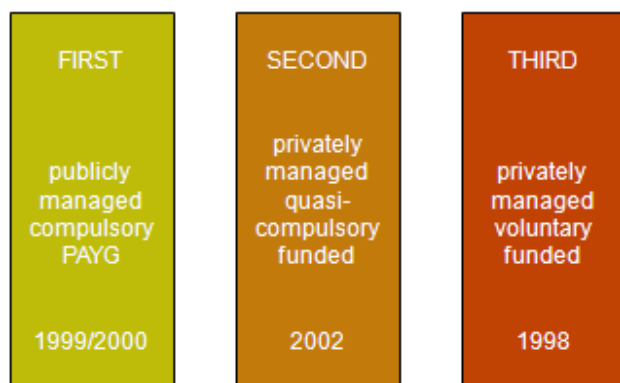 FIRST
publicly
managed
compulsory
PAYG
1999/2000
SECOND
privately
managed
quasi-
compulsory
funded
2002
THIRD
privately
managed
voluntary
funded
1998